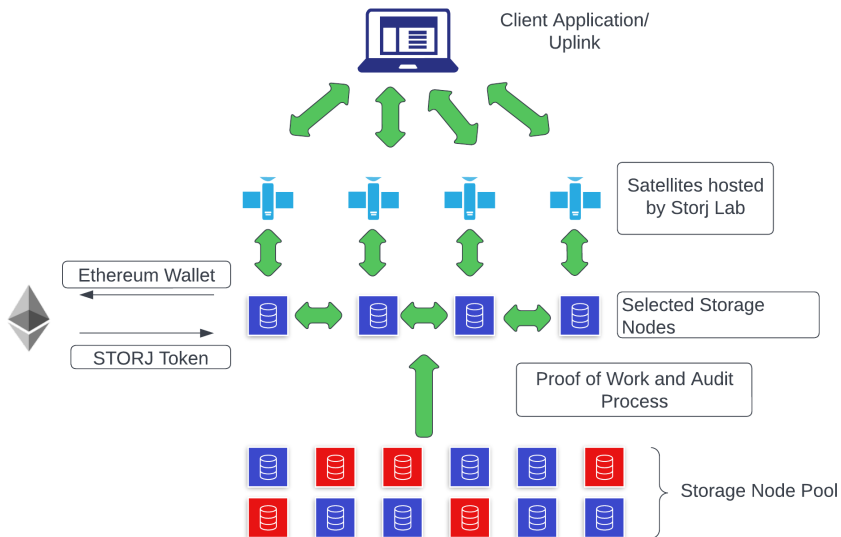 Client Application/
Uplink
Satellites hosted
by Storj Lab
Ethereum Wallet
Selected Storage
Nodes
STORJ Token
Proof of Work and Audit
Process
Storage Node Pool